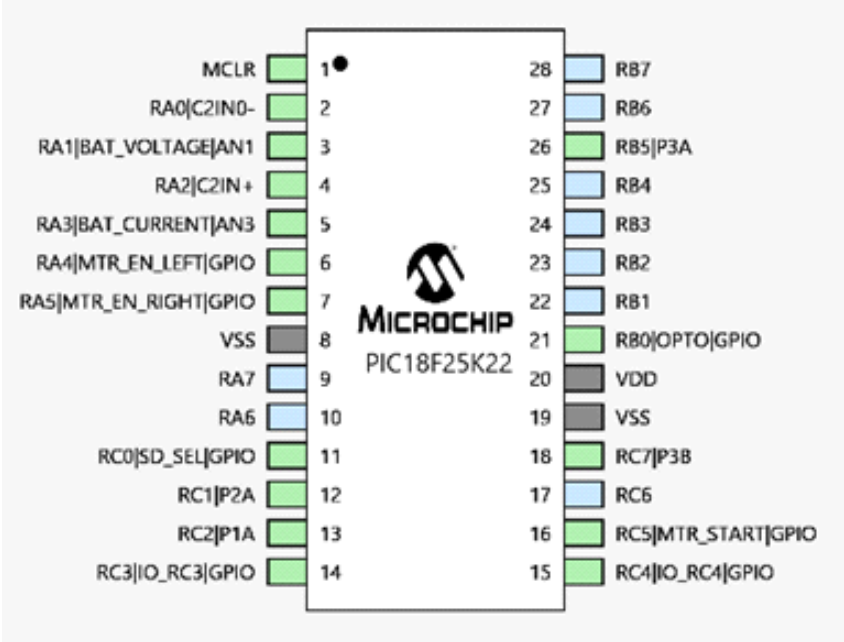 MCLR 1 28 RB7
RA0|C2IN0- 2 27 RB6
RA1|BAT_VOLTAGE|AN1 3 26 RB5|P3A
RA2|C2IN+ 4 25 RB4
RA3|BAT_CURRENT|AN3 5 24 RB3
RA4|MTR_EN_LEFT|GPIO 6 23 RB2
RA5|MTR_EN_RIGHT|GPIO 7 22 RB1
MICROCHIP
VSS 8 21 RB0|OPTO|GPIO
PIC18F25K22
RA7 9 20 VDD
RA6 10 19 VSS
RC0|SD_SEL|GPIO 11 18 RC7|P3B
RC1|P2A 12 17 RC6
RC2|P1A 13 16 RC5|MTR_START|GPIO
RC3|IO_RC3|GPIO 14 15 RC4|IO_RC4|GPIO